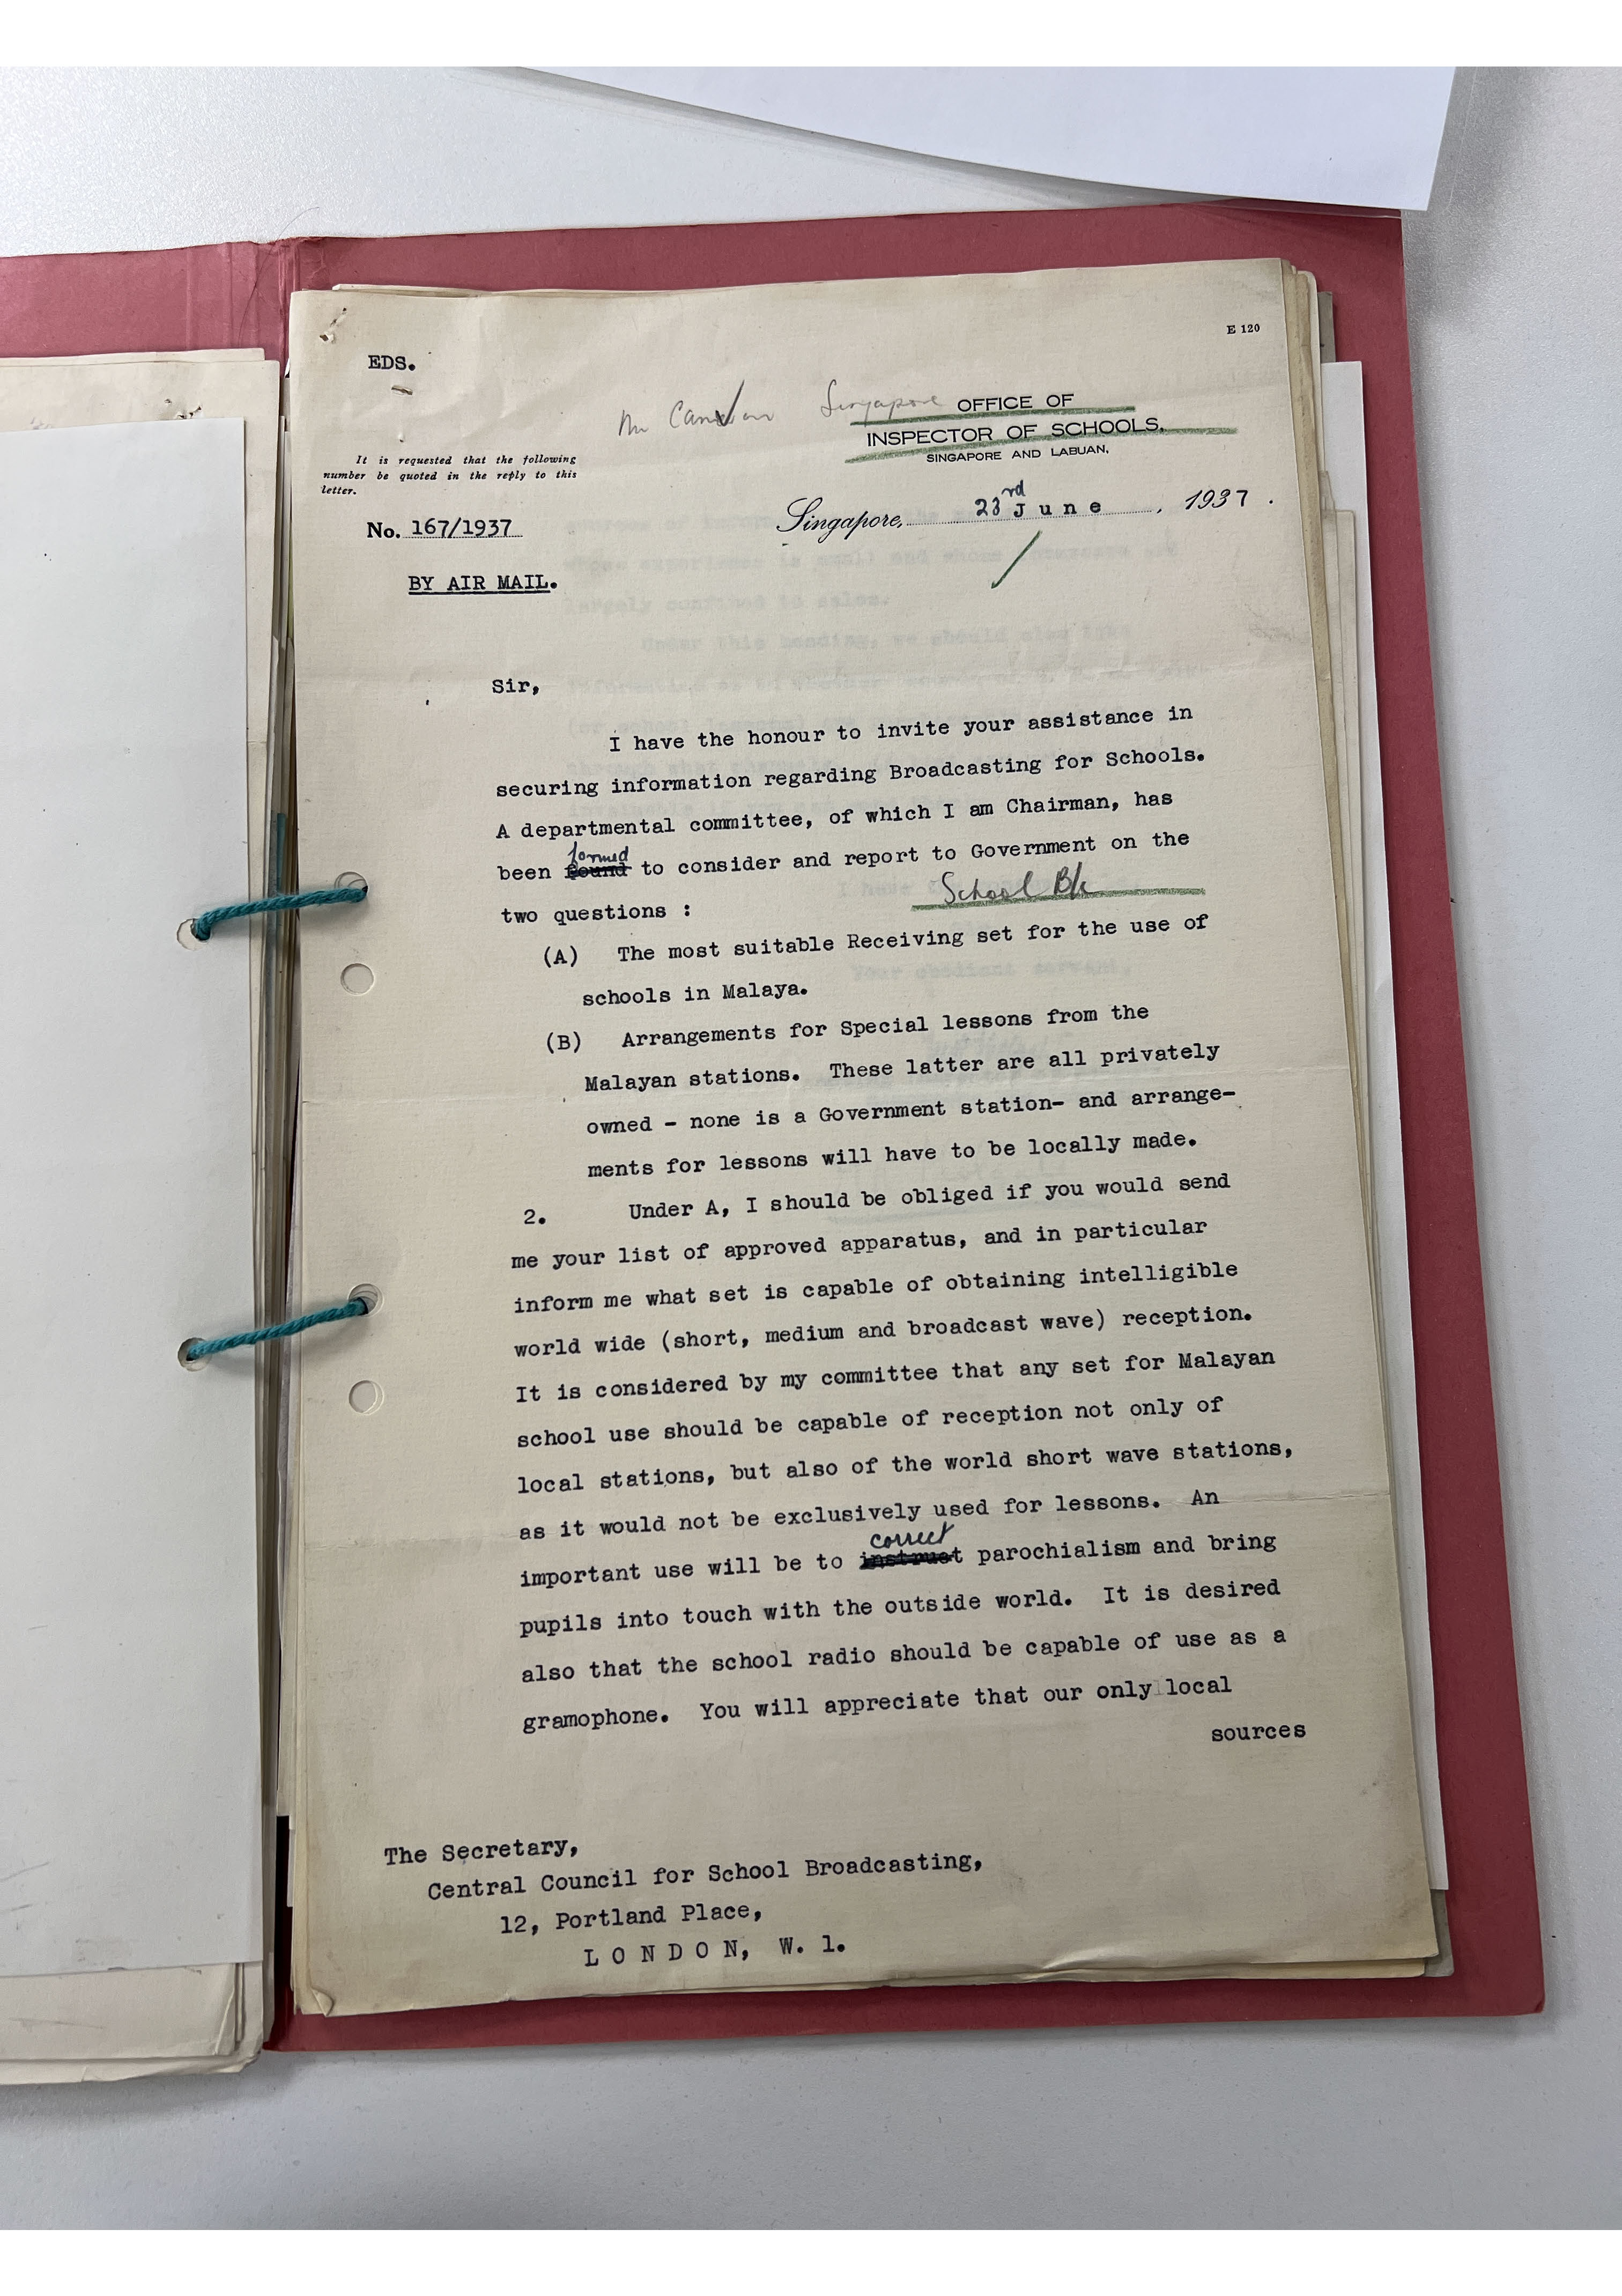 E 120
EDS.
Singapore
OFFICE OF
INSPECTOR OF SCHOOLS,
SINGAPORE AND LABUAN,
It is requested that the following
number be quoted in the reply to this
letter.
Singapore, 23rd June, 1937.
No. 167/1937
BY AIR MAIL.
Sir,
I have the honour to invite your assistance in
securing information regarding Broadcasting for Schools.
A departmental committee, of which I am Chairman, has
been found formed to consider and report to Government on the
School B/c
two questions :
(A) The most suitable Receiving set for the use of
schools in Malaya.
(B) Arrangements for Special lessons from the
Malayan stations. These latter are all privately
owned - none is a Government station- and arrange-
ments for lessons will have to be locally made.
2. Under A, I should be obliged if you would send
me your list of approved apparatus, and in particular
inform me what set is capable of obtaining intelligible
world wide (short, medium and broadcast wave) reception.
It is considered by my committee that any set for Malayan
school use should be capable of reception not only of
local stations, but also of the world short wave stations,
as it would not be exclusively used for lessons. An
important use will be to instruct correct parochialism and bring
pupils into touch with the outside world. It is desired
also that the school radio should be capable of use as a
gramophone. You will appreciate that our only local
sources
The Secretary,
Central Council for School Broadcasting,
12, Portland Place,
LONDON, W. 1.